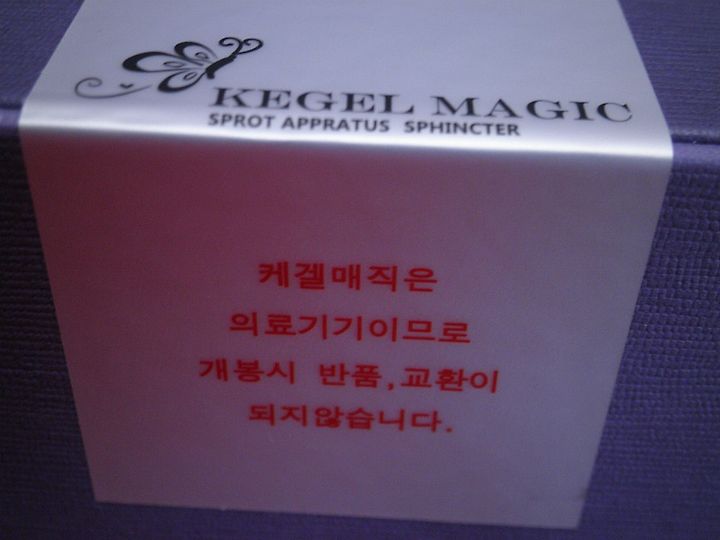 KEGEL MAGIC
SPROT APPRATUS SPHINCTER
케겔매직은
의료기기이므로
개봉시 반품,교환이
되지않습니다.